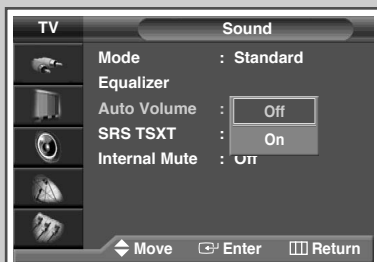 TV Sound
Mode : Standard
Equalizer
Auto Volume : Off
SRS TSXT : On
Internal Mute : Off
Move Enter Return